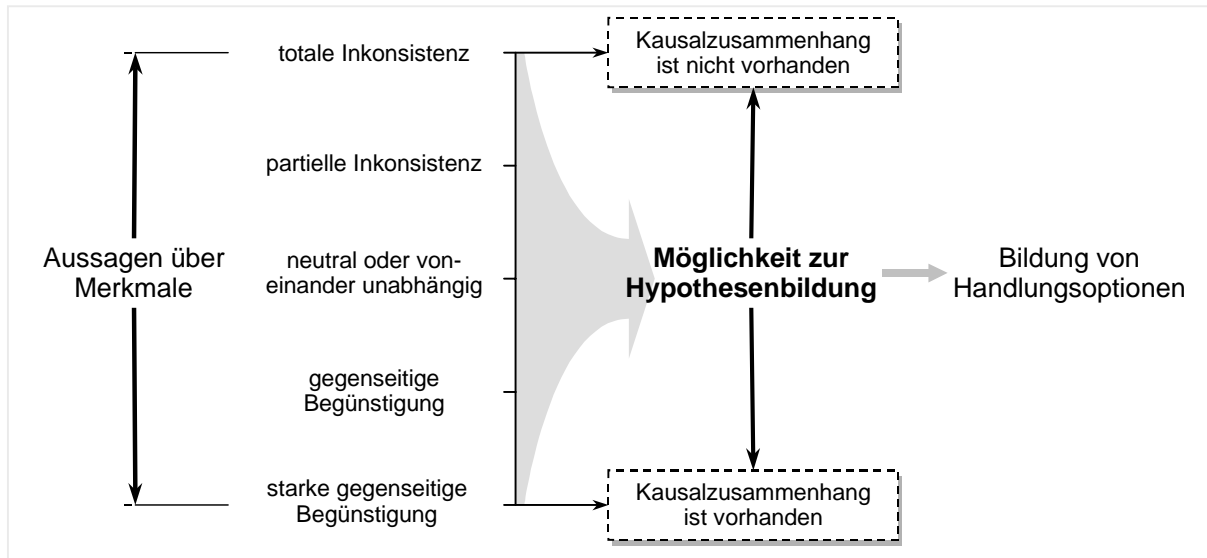 totale Inkonsistenz
Kausalzusammenhang
ist nicht vorhanden
partielle Inkonsistenz
Aussagen über
Merkmale
neutral oder von-
einander unabhängig
Möglichkeit zur
Hypothesenbildung
Bildung von
Handlungsoptionen
gegenseitige
Begünstigung
starke gegenseitige
Begünstigung
Kausalzusammenhang
ist vorhanden